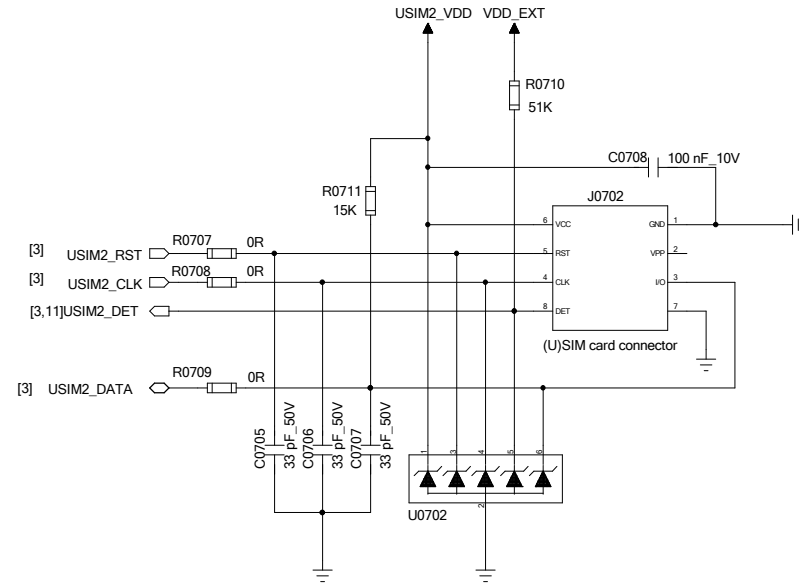 USIM2_VDD VDD_EXT
R0710
51K
C0708 100 nF_10V
R0711
15K
J0702
6 VCC GND 1
5 RST VPP 2
4 CLK I/O 3
8 DET 7
(U)SIM card connector
[3] USIM2_RST R0707 0R
[3] USIM2_CLK R0708 0R
[3,11]USIM2_DET
[3] USIM2_DATA R0709 0R
C0705 33 pF_50V
C0706 33 pF_50V
C0707 33 pF_50V
1 3 4 5 6
2
U0702